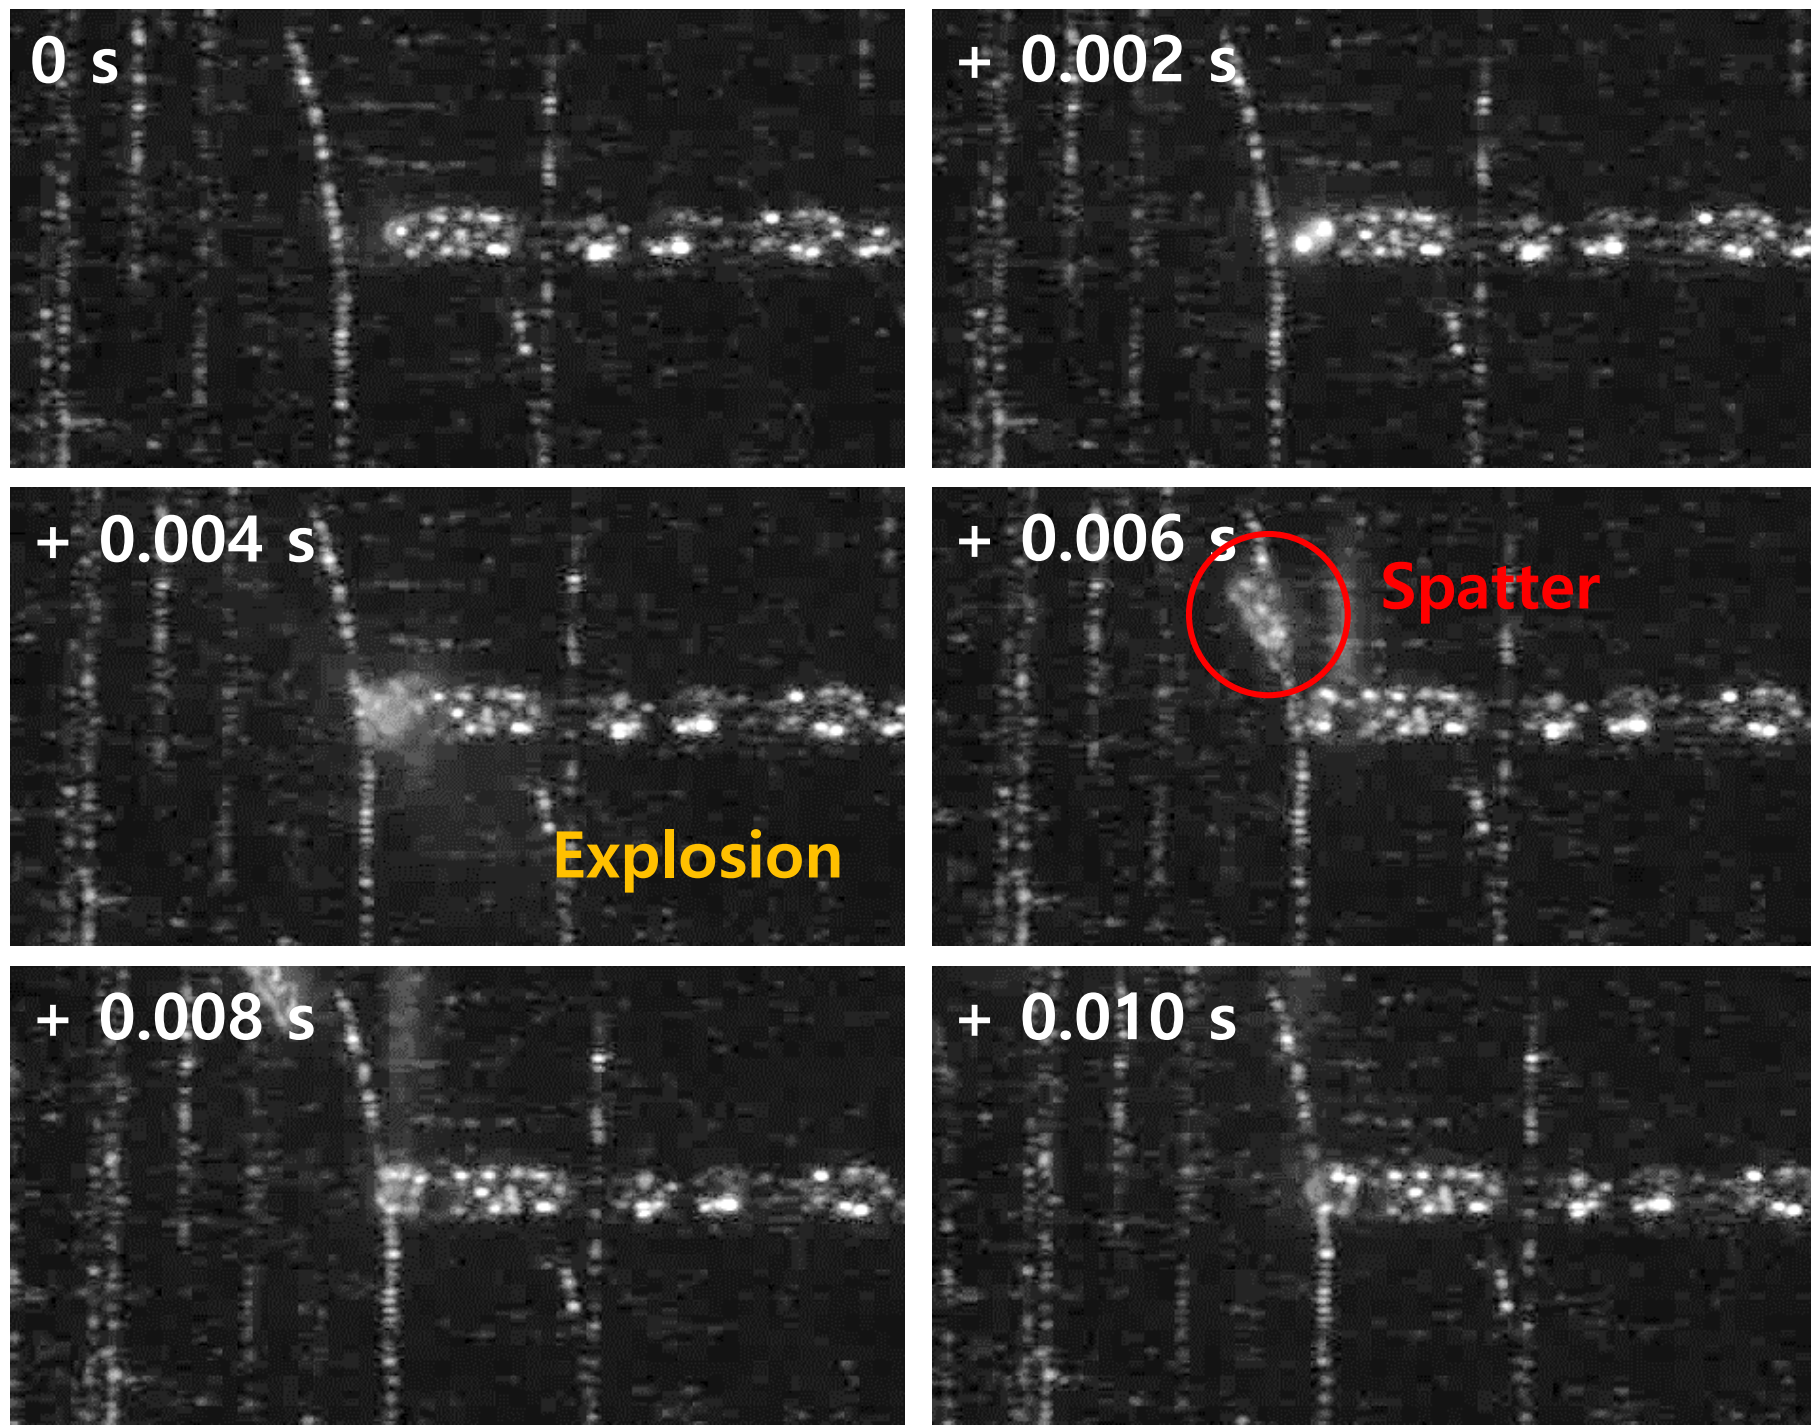 0 s
+ 0.002 s
+ 0.004 s
Explosion
+ 0.006 s
Spatter
+ 0.008 s
+ 0.010 s